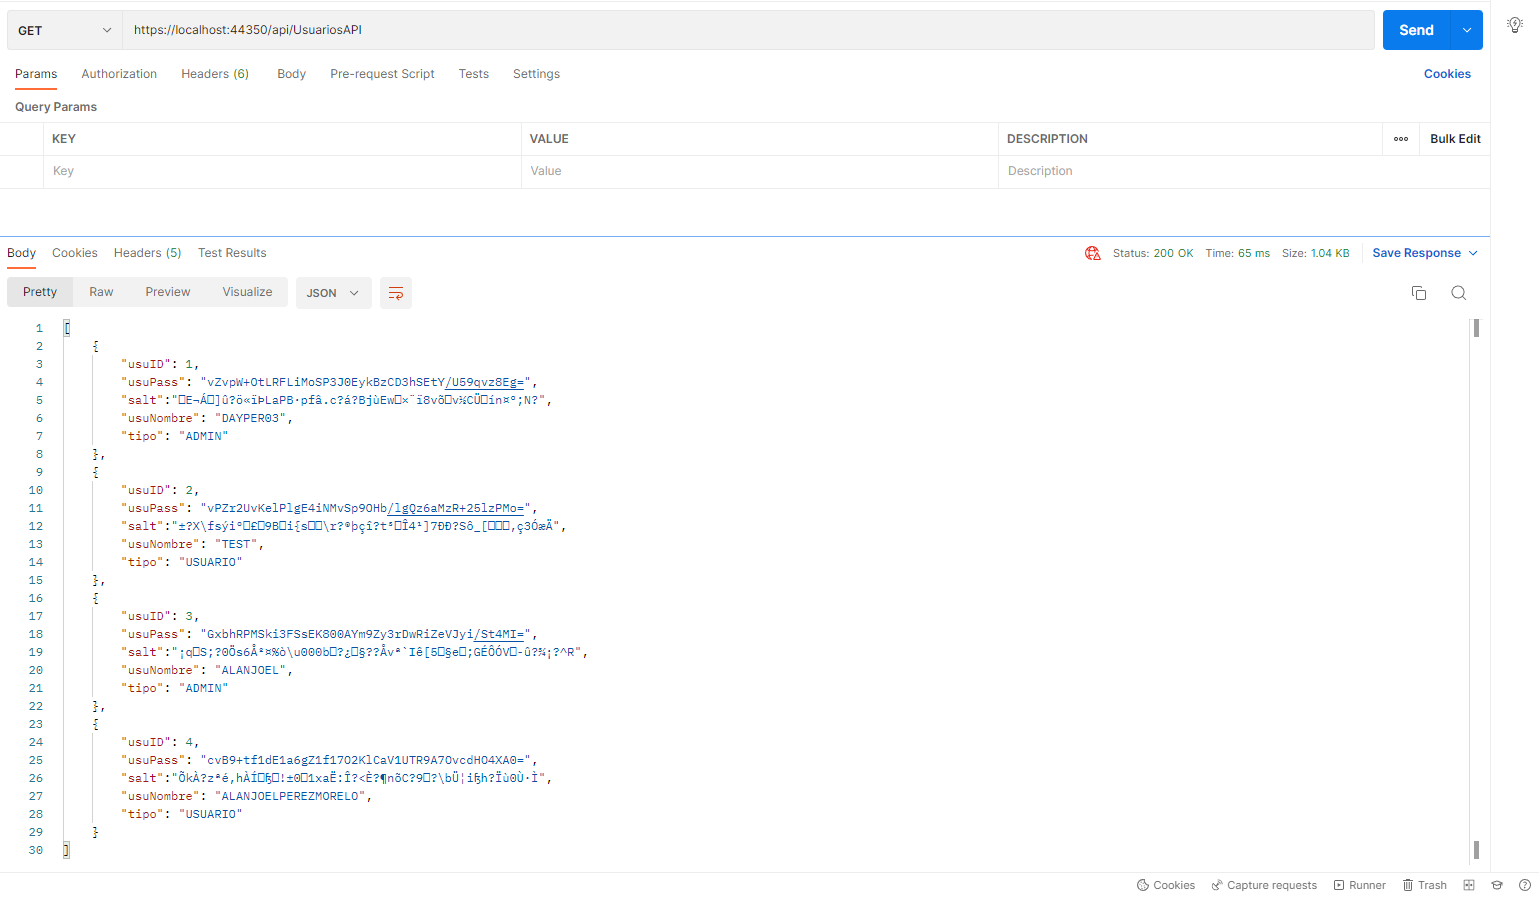 GET https://localhost:44350/api/UsuariosAPI Send
Params Authorization Headers (6) Body Pre-request Script Tests Settings Cookies
Query Params
KEY VALUE DESCRIPTION ••• Bulk Edit
Key Value Description
Body Cookies Headers (5) Test Results Status: 200 OK Time: 65 ms Size: 1.04 KB Save Response
Pretty Raw Preview Visualize JSON
1 [
2 {
3 "usuID": 1,
4 "usuPass": "vZvpW+OtLRFLiMoSP3J0EykBzCD3hSEtY/U59qvz8Eg=",
5 "salt":
6 "usuNombre": "DAYPER03",
7 "tipo": "ADMIN"
8 },
9 {
10 "usuID": 2,
11 "usuPass": "vPZr2UvKelPlgE4iNMvSp9OHb/lgQz6aMzR+25lzPMo=",
12 "salt":
13 "usuNombre": "TEST",
14 "tipo": "USUARIO"
15 },
16 {
17 "usuID": 3,
18 "usuPass": "GxbhRPMSki3FSsEK800AYm9Zy3rDwRiZeVJyi/St4MI=",
19 "salt":
20 "usuNombre": "ALANJOEL",
21 "tipo": "ADMIN"
22 },
23 {
24 "usuID": 4,
25 "usuPass": "cvB9+tf1dE1a6gZ1f17O2KlCaV1UTR9A7OvcdHO4XA0=",
26 "salt":
27 "usuNombre": "ALANJOELPEREZMORELO",
28 "tipo": "USUARIO"
29 }
30 ]
Cookies Capture requests Runner Trash